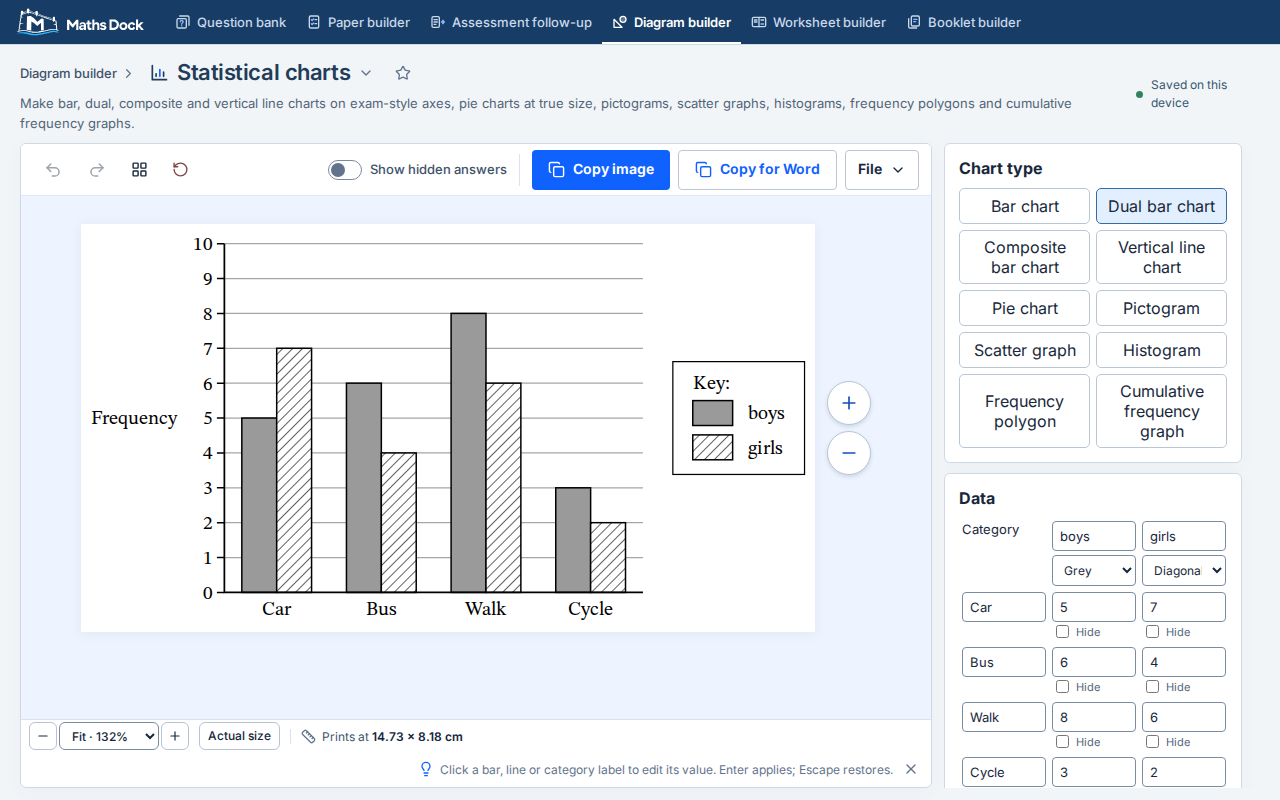 Maths Dock
Question bank
Paper builder
Assessment follow-up
Diagram builder
Worksheet builder
Booklet builder
Diagram builder
Statistical charts
Make bar, dual, composite and vertical line charts on exam-style axes, pie charts at true size, pictograms, scatter graphs, histograms, frequency polygons and cumulative
frequency graphs.
Saved on this
device
Show hidden answers
Copy image
Copy for Word
File
10
9
8
7
6
5
4
3
2
1
0
Frequency
Car
Bus
Walk
Cycle
Key:
boys
girls
+
−
−
Fit · 132%
+
Actual size
Prints at 14.73 × 8.18 cm
Click a bar, line or category label to edit its value. Enter applies; Escape restores.
Chart type
Bar chart
Dual bar chart
Composite
bar chart
Vertical line
chart
Pie chart
Pictogram
Scatter graph
Histogram
Frequency
polygon
Cumulative
frequency
graph
Data
Category
boys
girls
Grey
Diagonal
Car
5
7
Hide
Hide
Bus
6
4
Hide
Hide
Walk
8
6
Hide
Hide
Cycle
3
2